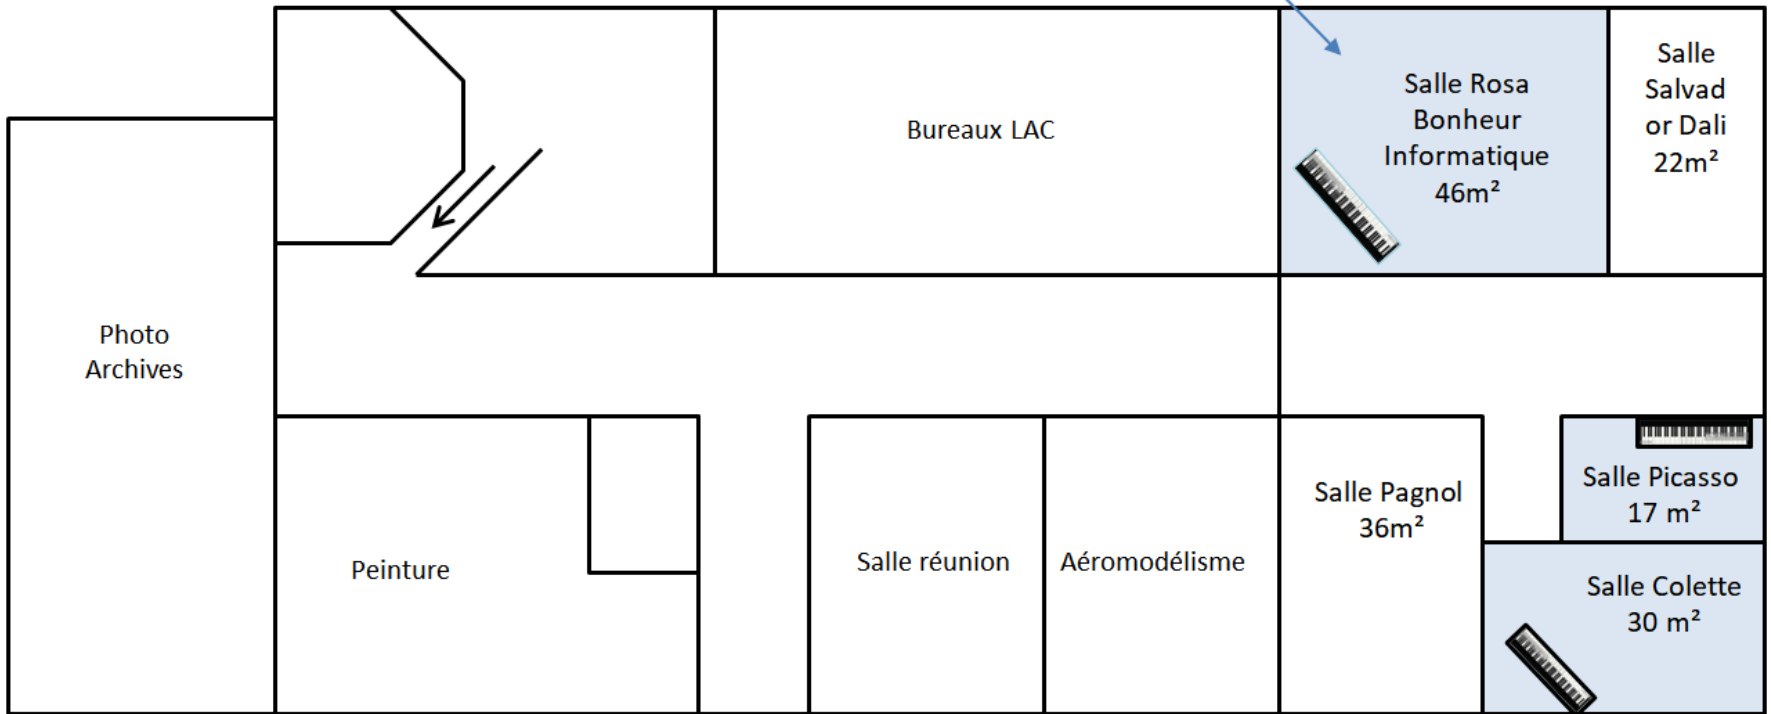 Bureaux LAC
Salle Rosa
Bonheur
Informatique
46m²
Salle
Salvad
or Dali
22m²
Photo
Archives
Peinture
Salle réunion
Aéromodélisme
Salle Pagnol
36m²
Salle Picasso
17 m²
Salle Colette
30 m²